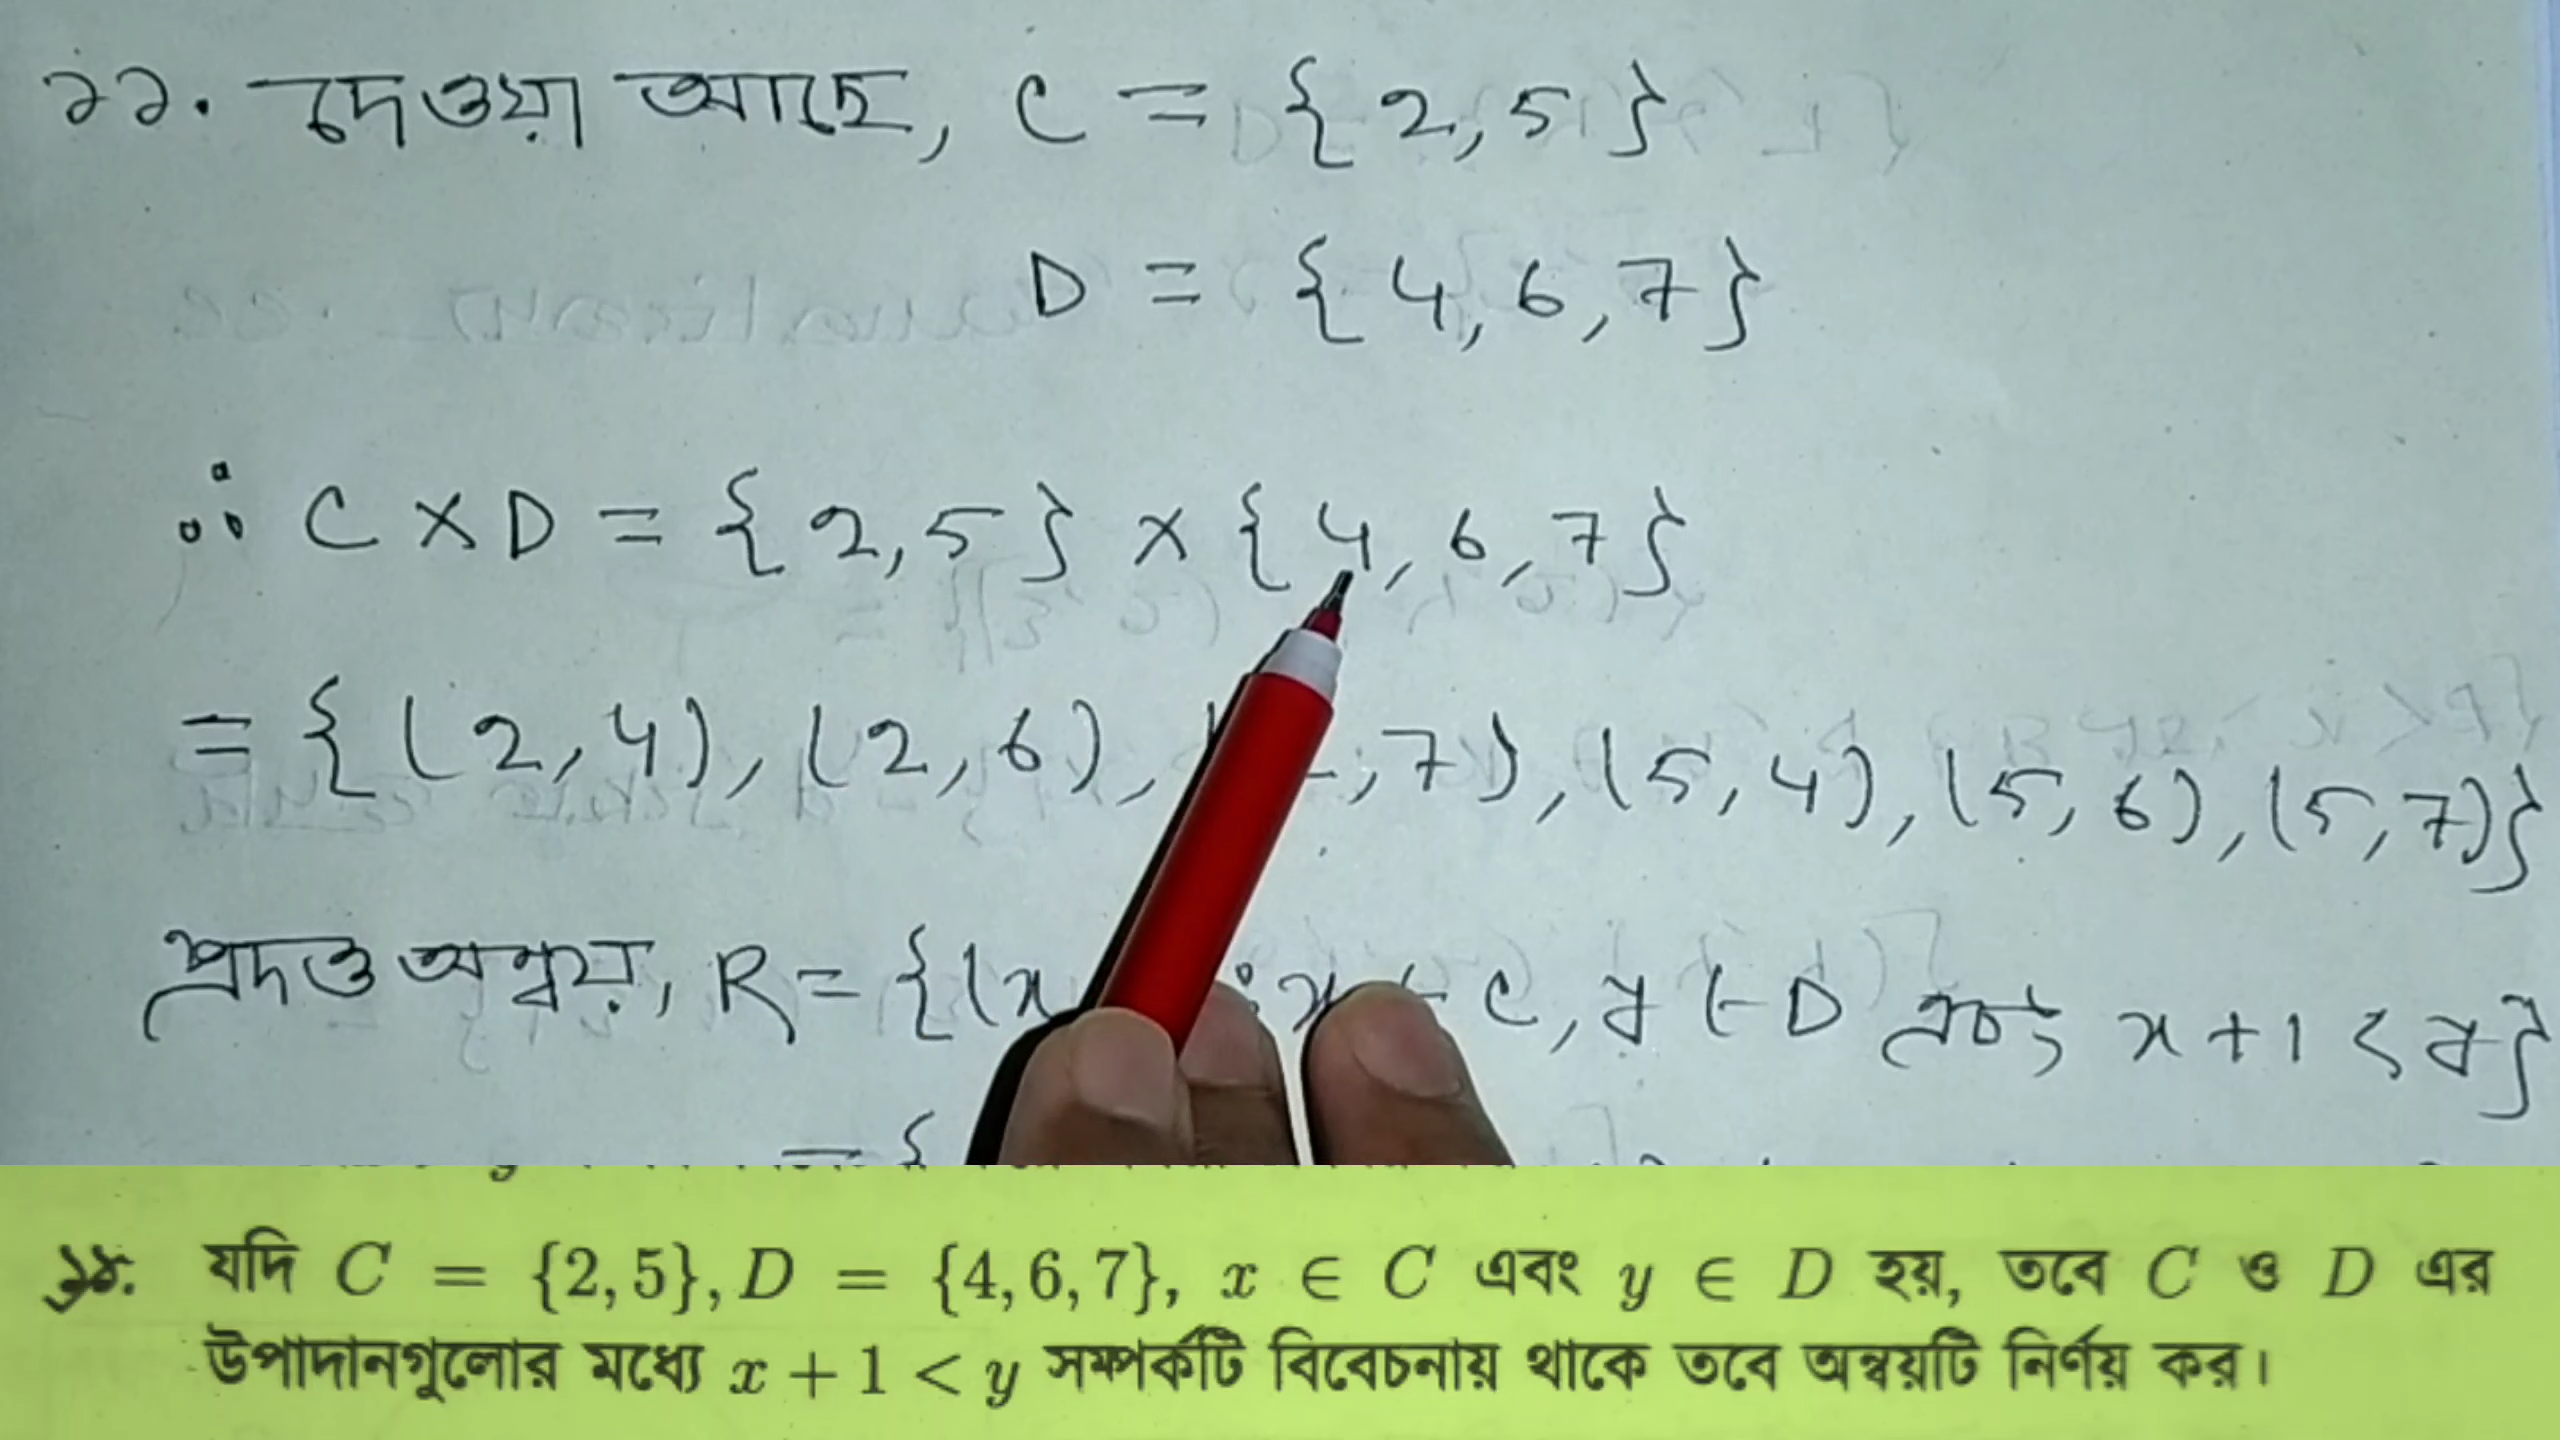 ১১. দেওয়া আছে, C = {2, 5}
D = {4, 6, 7}
∴ C × D = {2, 5} × {4, 6, 7}
= {(2, 4), (2, 6), , 7), (5, 4), (5, 6), (5, 7)}
প্রদত্ত অন্বয়, R = {(x : x C, y ∈ D এবং x + 1 < y}
= {
যদি C = {2, 5}, D = {4, 6, 7}, x ∈ C এবং y ∈ D হয়, তবে C ও D এর
উপাদানগুলোর মধ্যে x + 1 < y সম্পর্কটি বিবেচনায় থাকে তবে অন্বয়টি নির্ণয় কর।